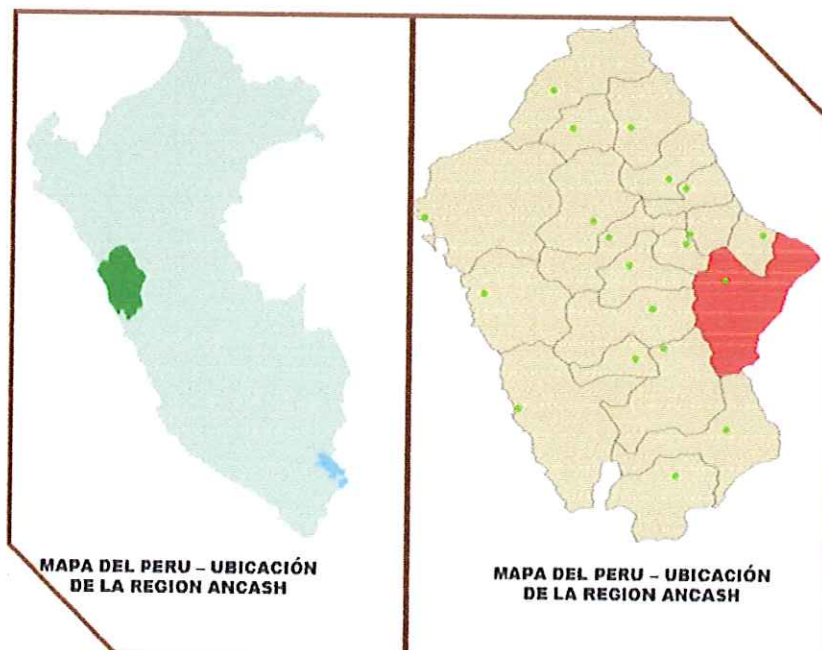 MAPA DEL PERU – UBICACIÓN
DE LA REGION ANCASH
MAPA DEL PERU – UBICACIÓN
DE LA REGION ANCASH